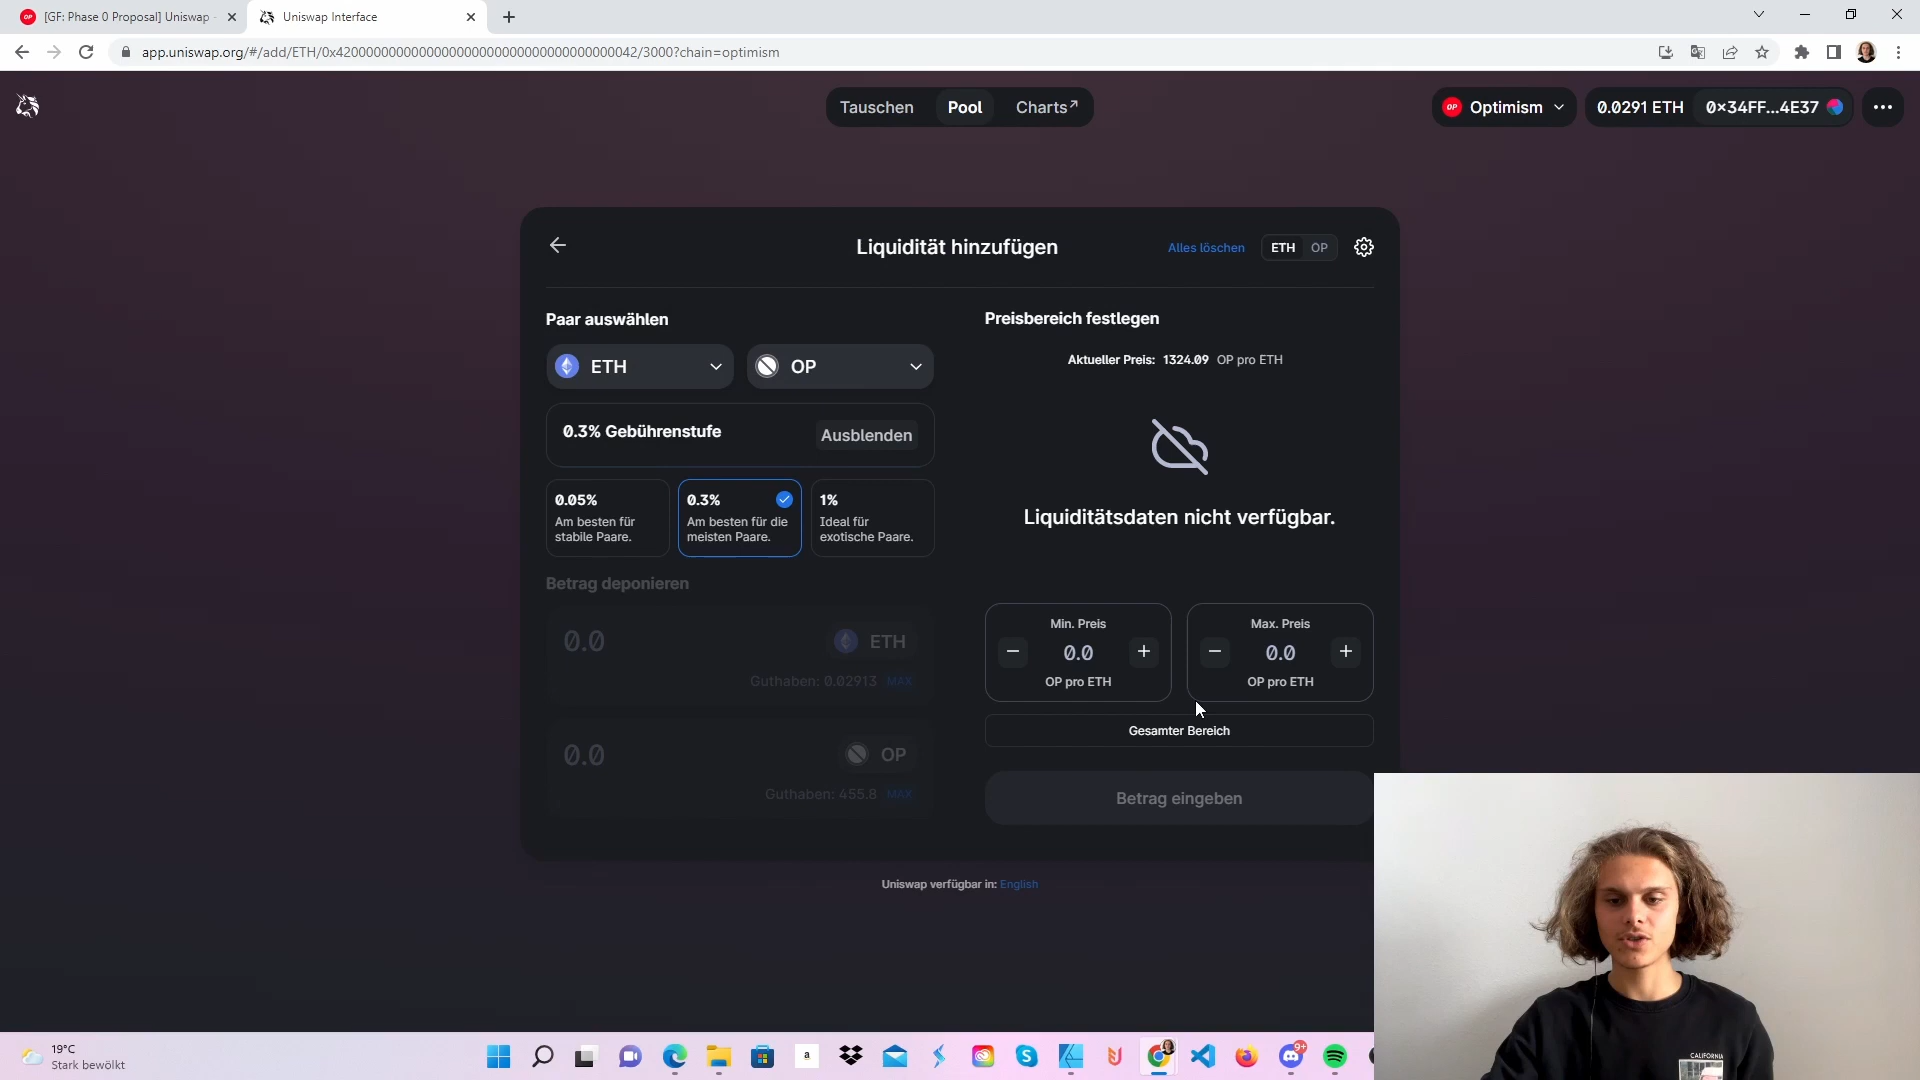 [GF: Phase 0 Proposal] Uniswap
Uniswap Interface
app.uniswap.org/#/add/ETH/0x4200000000000000000000000000000000000042/3000?chain=optimism
Tauschen
Pool
Charts↗
OP
Optimism
0.0291 ETH
0×34FF...4E37
Liquidität hinzufügen
Alles löschen
ETH
OP
Paar auswählen
ETH
OP
0.3% Gebührenstufe
Ausblenden
0.05%
Am besten für
stabile Paare.
0.3%
Am besten für die
meisten Paare.
1%
Ideal für
exotische Paare.
Betrag deponieren
0.0
ETH
Guthaben: 0.02913 MAX
0.0
OP
Guthaben: 455.8 MAX
Preisbereich festlegen
Aktueller Preis: 1324.09 OP pro ETH
Liquiditätsdaten nicht verfügbar.
Min. Preis
0.0
OP pro ETH
Max. Preis
0.0
OP pro ETH
Gesamter Bereich
Betrag eingeben
Uniswap verfügbar in: English
CALIFORNIA
19°C
Stark bewölkt
a
9+